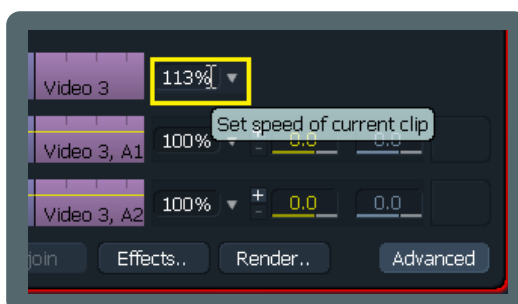 Video 3 113%
Set speed of current clip
Video 3, A1 100% - 0.0 0.0
Video 3, A2 100% + - 0.0 0.0
join Effects.. Render.. Advanced